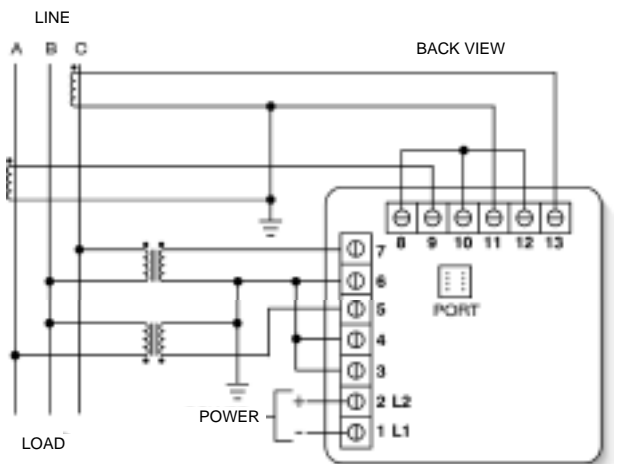 LINE
A B C
BACK VIEW
8 9 10 11 12 13
7
6
PORT
5
4
3
+ 2 L2
POWER
- 1 L1
LOAD